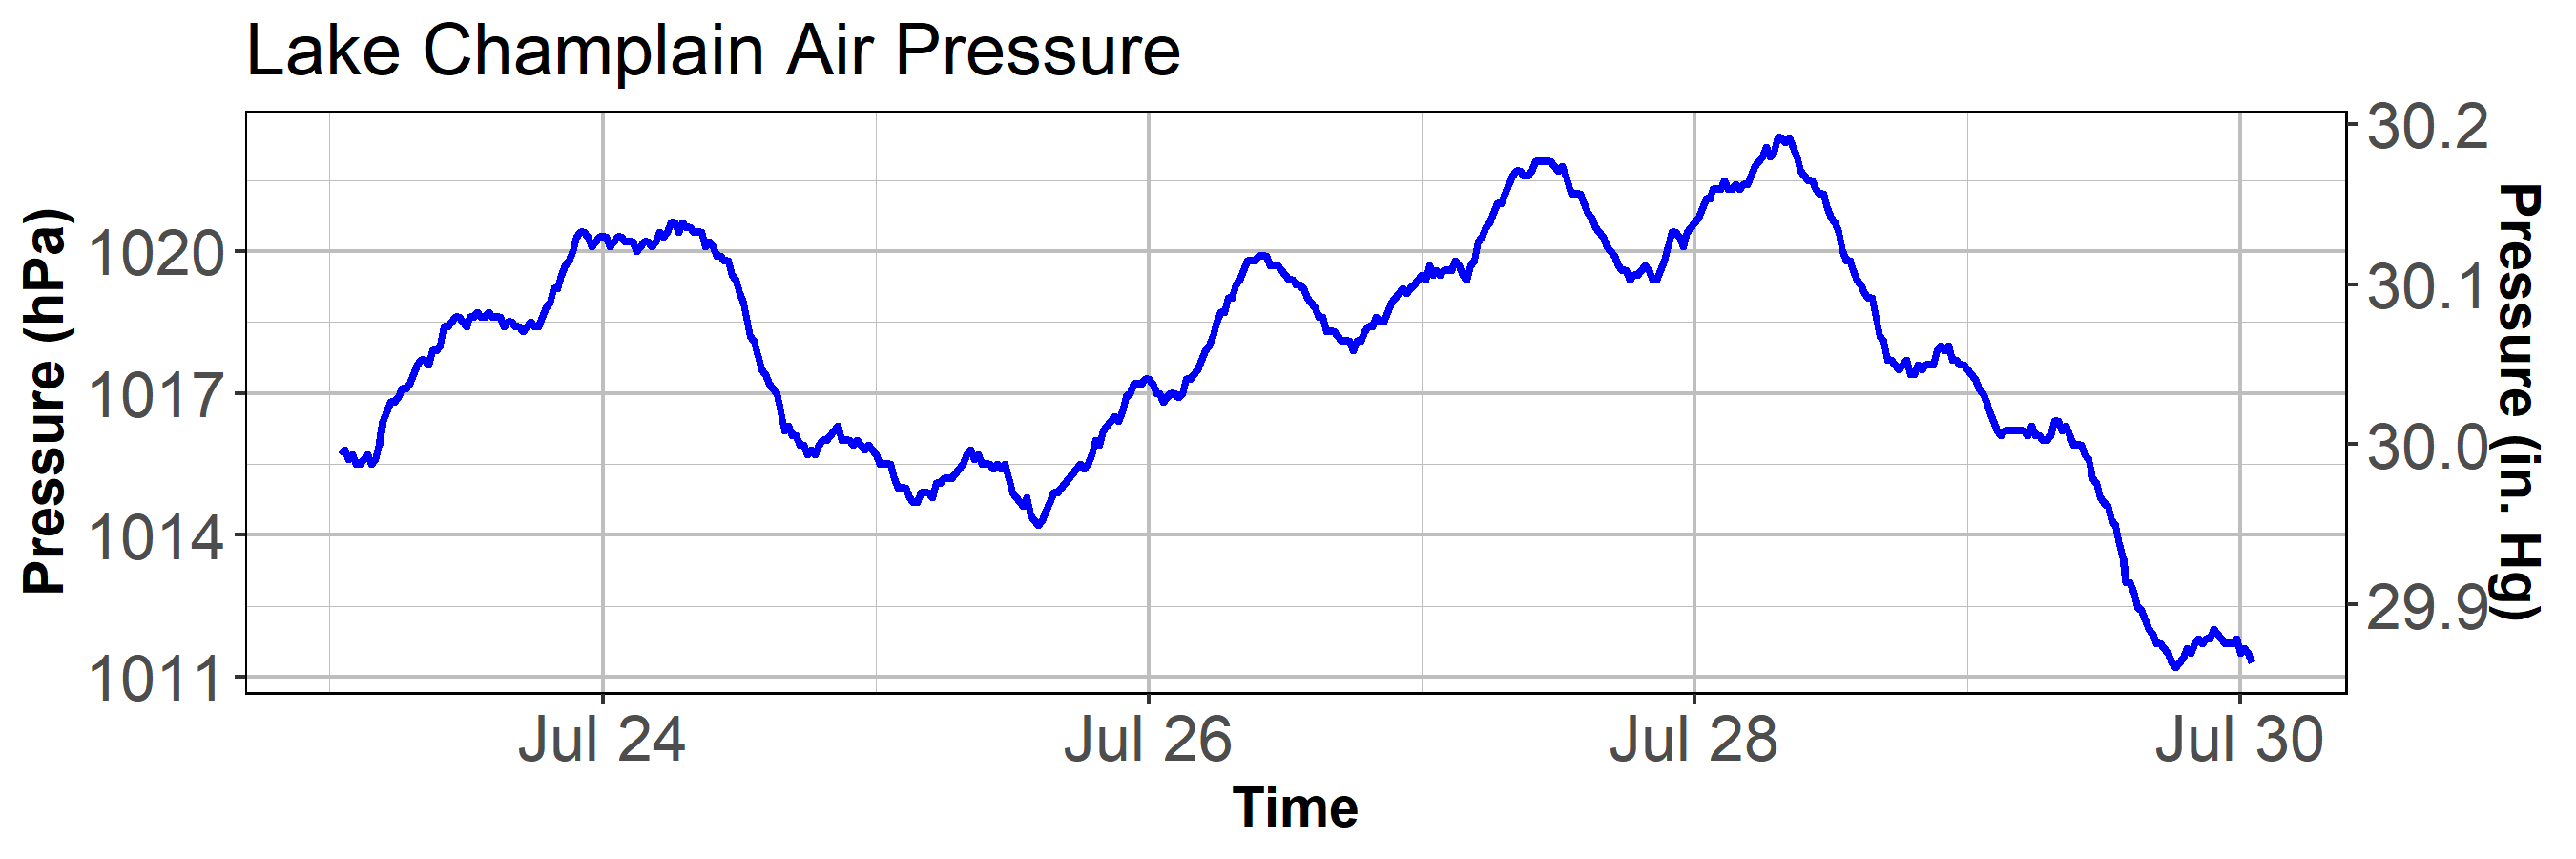 Lake Champlain Air Pressure
Pressure (hPa)
1020
1017
1014
1011
30.2
30.1
30.0
29.9
Pressure (in. Hg)
Jul 24
Jul 26
Jul 28
Jul 30
Time